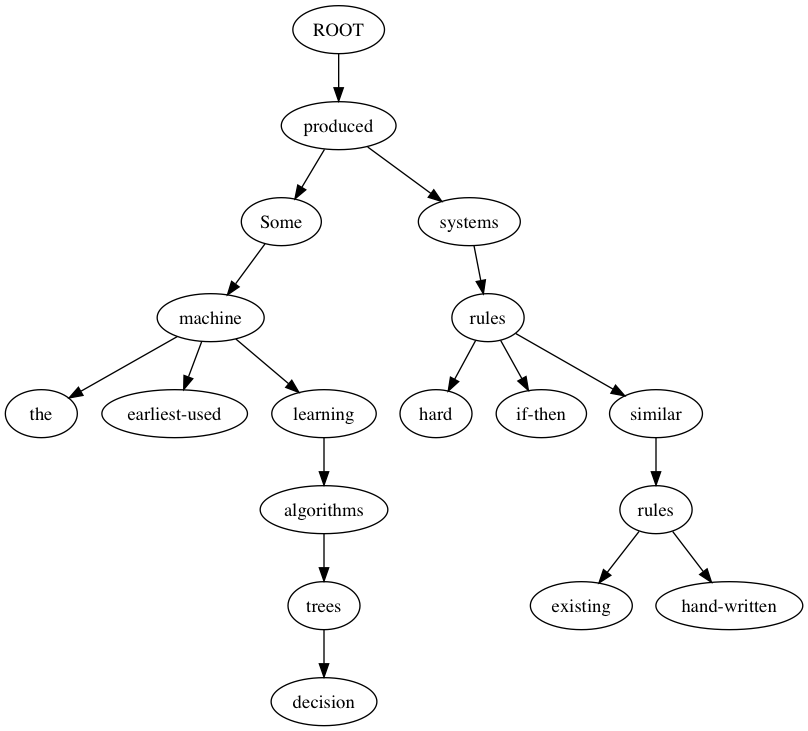 ROOT
produced
Some
systems
machine
rules
the
earliest-used
learning
hard
if-then
similar
algorithms
rules
trees
existing
hand-written
decision